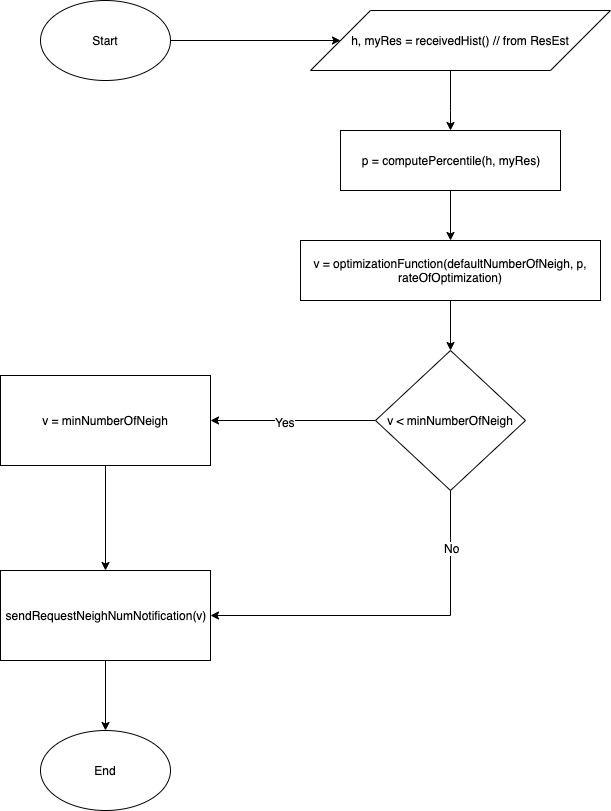 Start
h, myRes = receivedHist() // from ResEst
p = computePercentile(h, myRes)
v = optimizationFunction(defaultNumberOfNeigh, p,
rateOfOptimization)
v < minNumberOfNeigh
Yes
v = minNumberOfNeigh
No
sendRequestNeighNumNotification(v)
End